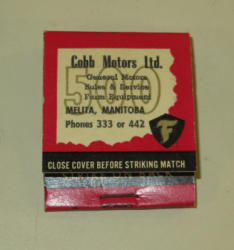 Cobb Motors Ltd.
500
General Motors
Sales & Service
Farm Equipment
MELITA, MANITOBA
Phones 333 or 442
F
CLOSE COVER BEFORE STRIKING MATCH